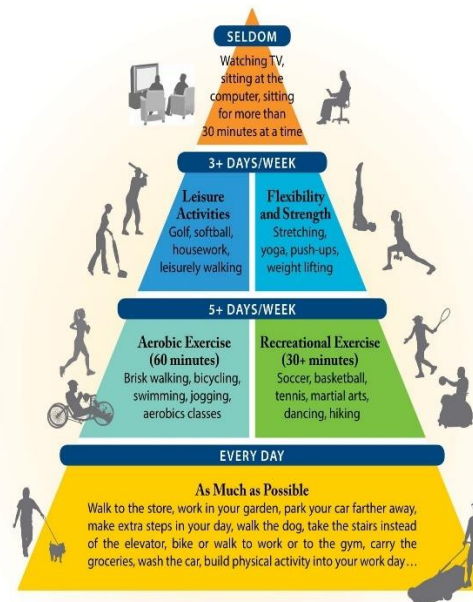 SELDOM
Watching TV,
sitting at the
computer, sitting
for more than
30 minutes at a time
3+ DAYS/WEEK
Leisure
Activities
Golf, softball,
housework,
leisurely walking
Flexibility
and Strength
Stretching,
yoga, push-ups,
weight lifting
5+ DAYS/WEEK
Aerobic Exercise
(60 minutes)
Brisk walking, bicycling,
swimming, jogging,
aerobics classes
Recreational Exercise
(30+ minutes)
Soccer, basketball,
tennis, martial arts,
dancing, hiking
EVERY DAY
As Much as Possible
Walk to the store, work in your garden, park your car farther away,
make extra steps in your day, walk the dog, take the stairs instead
of the elevator, bike or walk to work or to the gym, carry the
groceries, wash the car, build physical activity into your work day...